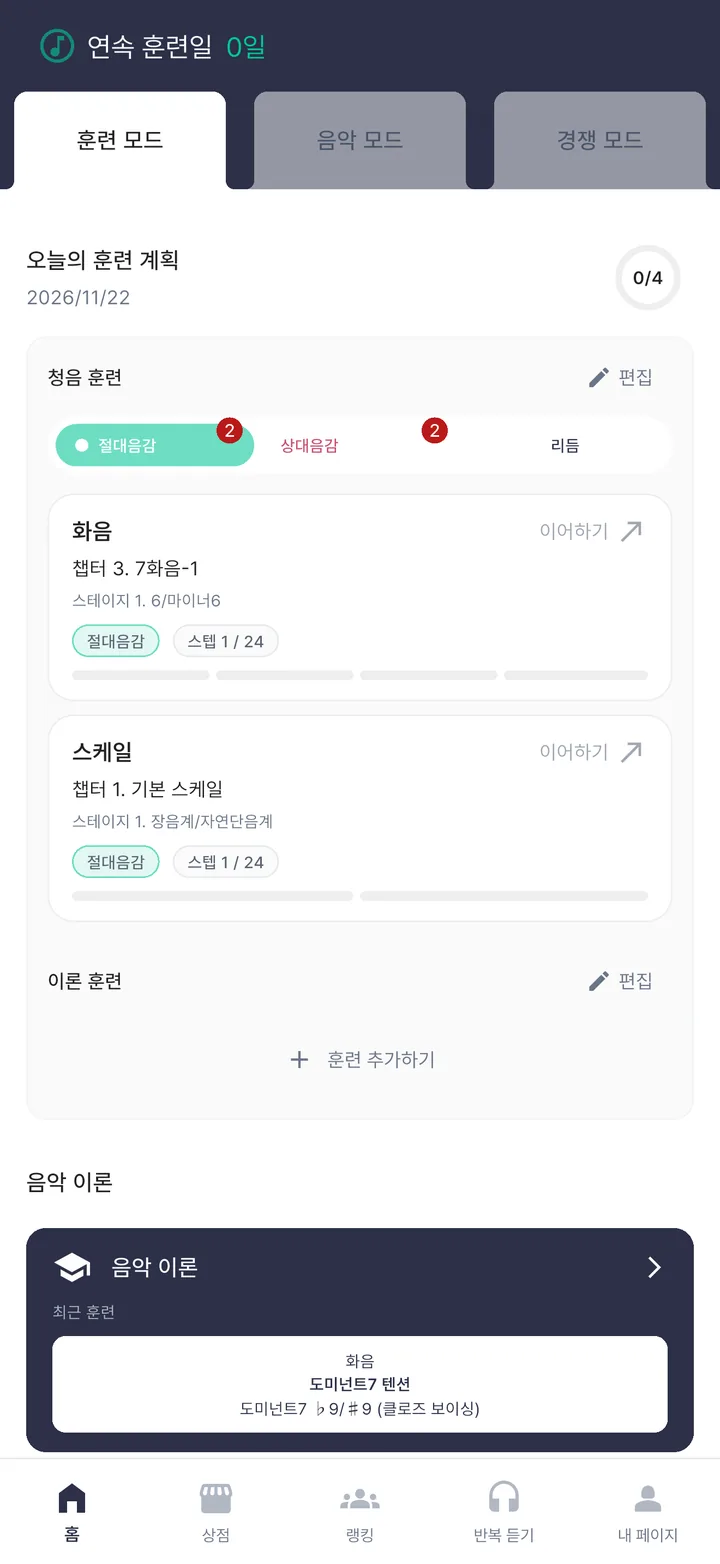 연속 훈련일 0일
훈련 모드
음악 모드
경쟁 모드
오늘의 훈련 계획
2026/11/22
0/4
청음 훈련
편집
절대음감
2
상대음감
2
리듬
화음
이어하기
챕터 3. 7화음-1
스테이지 1. 6/마이너6
절대음감
스텝 1 / 24
스케일
이어하기
챕터 1. 기본 스케일
스테이지 1. 장음계/자연단음계
절대음감
스텝 1 / 24
이론 훈련
편집
훈련 추가하기
음악 이론
음악 이론
최근 훈련
화음
도미넌트7 텐션
도미넌트7 ♭9/♯9 (클로즈 보이싱)
홈
상점
랭킹
반복 듣기
내 페이지